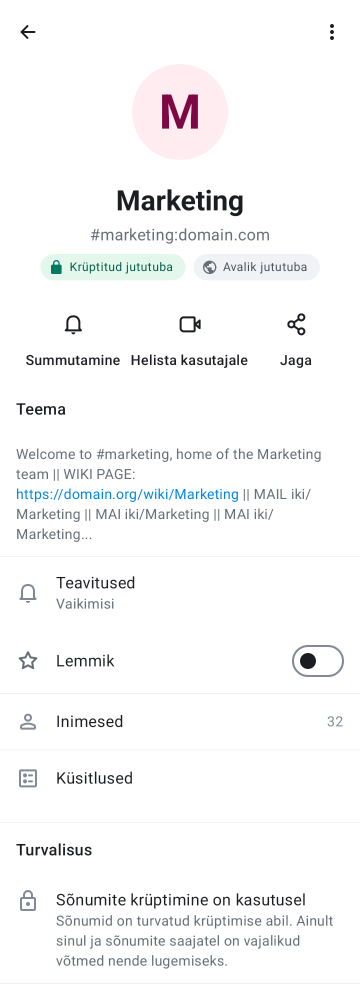 M
Marketing
#marketing:domain.com
Krüptitud jututuba
Avalik jututuba
Summutamine
Helista kasutajale
Jaga
Teema
Welcome to #marketing, home of the Marketing
team || WIKI PAGE:
https://domain.org/wiki/Marketing || MAIL iki/
Marketing || MAI iki/Marketing || MAI iki/
Marketing...
Teavitused
Vaikimisi
Lemmik
Inimesed 32
Küsitlused
Turvalisus
Sõnumite krüptimine on kasutusel
Sõnumid on turvatud krüptimise abil. Ainult
sinul ja sõnumite saajatel on vajalikud
võtmed nende lugemiseks.